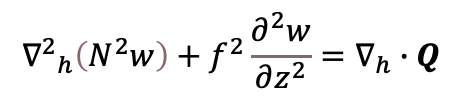 ∇²ₕ(N²w) + f² ∂²w/∂z² = ∇ₕ · Q